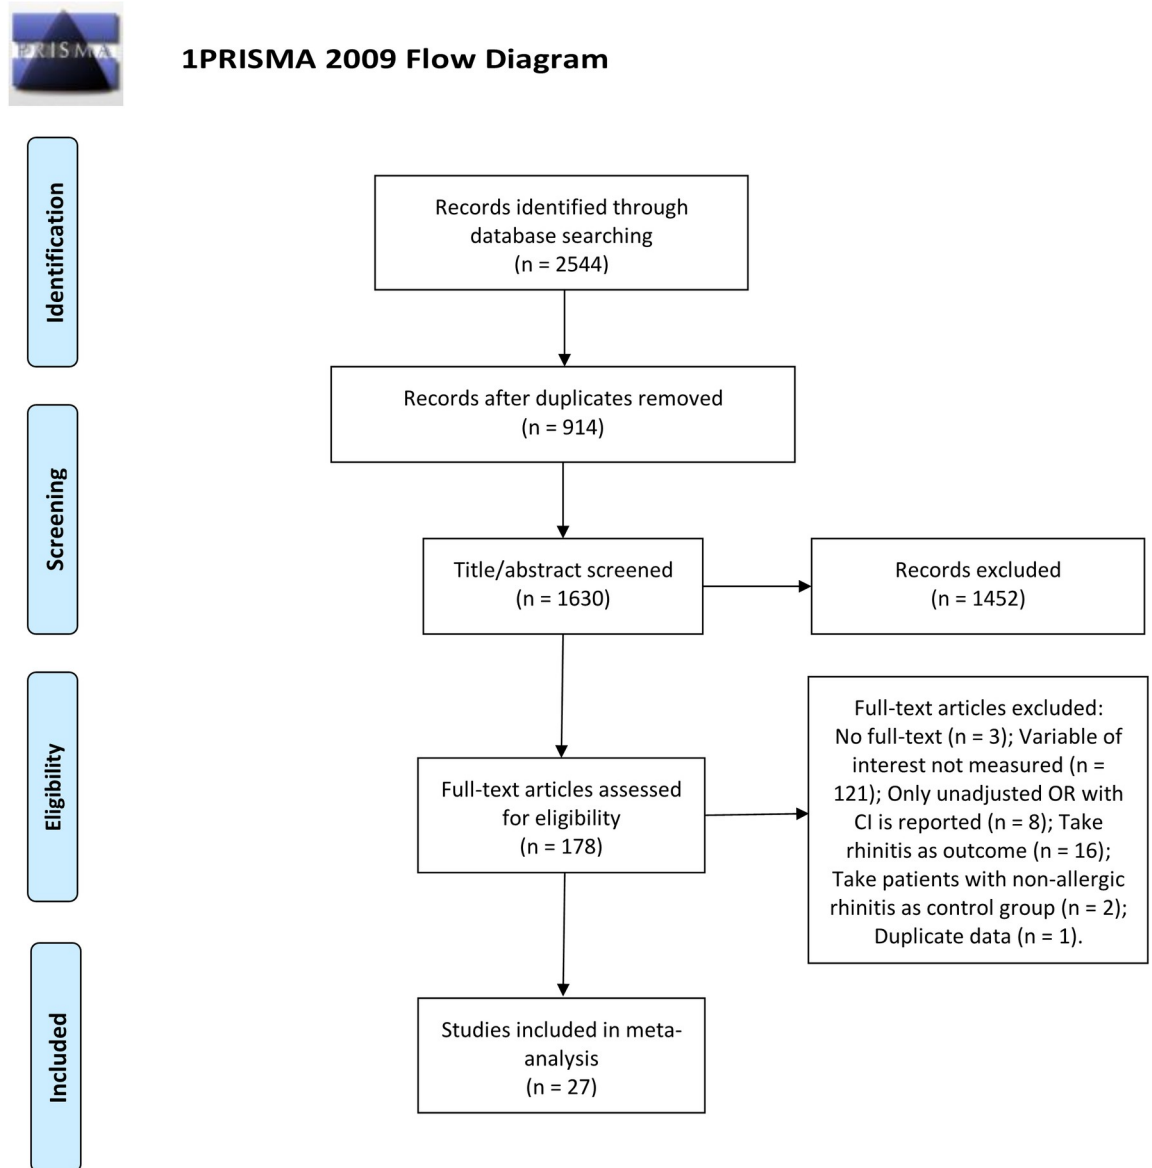 PRISMA
1PRISMA 2009 Flow Diagram
Identification
Records identified through
database searching
(n = 2544)
Records after duplicates removed
(n = 914)
Screening
Title/abstract screened
(n = 1630)
Records excluded
(n = 1452)
Eligibility
Full-text articles assessed
for eligibility
(n = 178)
Full-text articles excluded:
No full-text (n = 3); Variable of
interest not measured (n =
121); Only unadjusted OR with
CI is reported (n = 8); Take
rhinitis as outcome (n = 16);
Take patients with non-allergic
rhinitis as control group (n = 2);
Duplicate data (n = 1).
Included
Studies included in meta-
analysis
(n = 27)